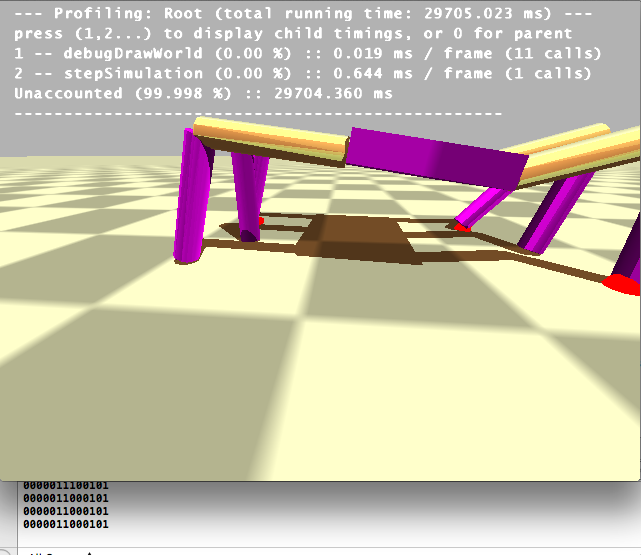 --- Profiling: Root (total running time: 29705.023 ms) ---
press (1,2...) to display child timings, or 0 for parent
1 -- debugDrawWorld (0.00 %) :: 0.019 ms / frame (11 calls)
2 -- stepSimulation (0.00 %) :: 0.644 ms / frame (1 calls)
Unaccounted (99.998 %) :: 29704.360 ms
-------------------------------------------------
0000011100101
0000011000101
0000011000101
0000011000101